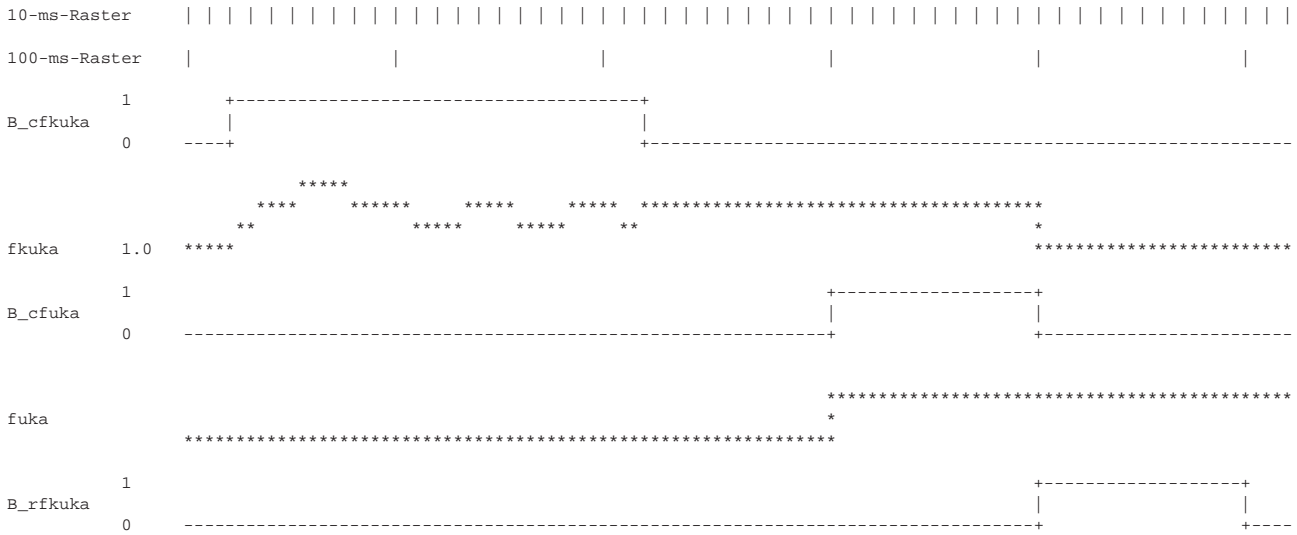 10-ms-Raster | | | | | | | | | | | | | | | | | | | | | | | | | | | | | | | | | | | | | | | | | | | | | | | | | | | | | |
100-ms-Raster | | | | | |
1 +---------------------------------------+
B_cfkuka | |
0 ----+ +--------------------------------------------------------------
*****
**** ****** ***** ***** ***************************************
** ***** ***** ** *
fkuka 1.0 ***** *************************
1 +-------------------+
B_cfuka | |
0 --------------------------------------------------------------+ +------------------------
*********************************************
fuka *
***************************************************************
1 +-------------------+
B_rfkuka | |
0 ----------------------------------------------------------------------------------+ +----